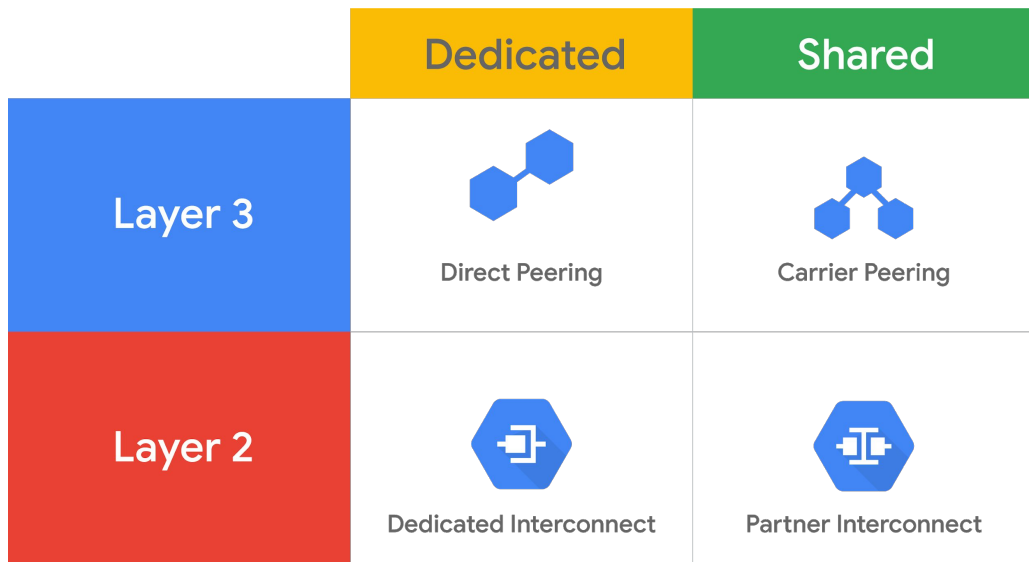 Dedicated
Shared
Layer 3
Direct Peering
Carrier Peering
Layer 2
Dedicated Interconnect
Partner Interconnect